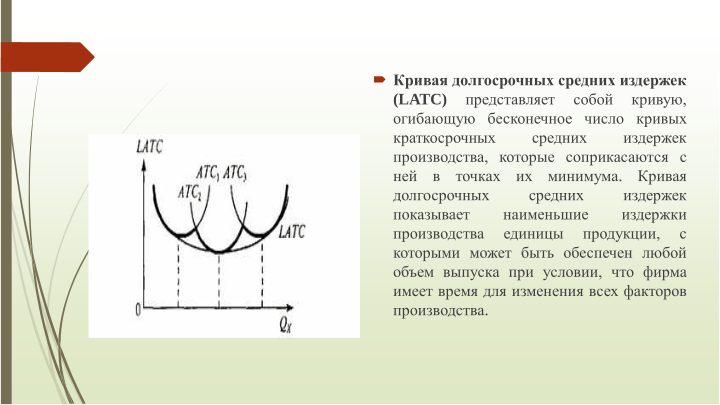 LATC
ATC₁ ATC₃
ATC₂
LATC
0
Qₓ
Кривая долгосрочных средних издержек
(LATC) представляет собой кривую,
огибающую бесконечное число кривых
краткосрочных средних издержек
производства, которые соприкасаются с
ней в точках их минимума. Кривая
долгосрочных средних издержек
показывает наименьшие издержки
производства единицы продукции, с
которыми может быть обеспечен любой
объем выпуска при условии, что фирма
имеет время для изменения всех факторов
производства.